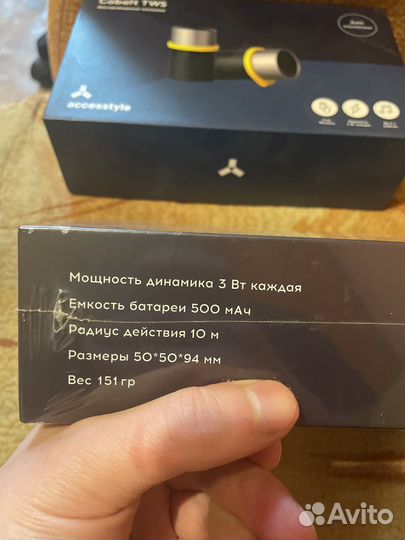 Cobalt TWS
accesstyle
Мощность динамика 3 Вт каждая
Емкость батареи 500 мАч
Радиус действия 10 м
Размеры 50*50*94 мм
Вес 151 гр
Avito